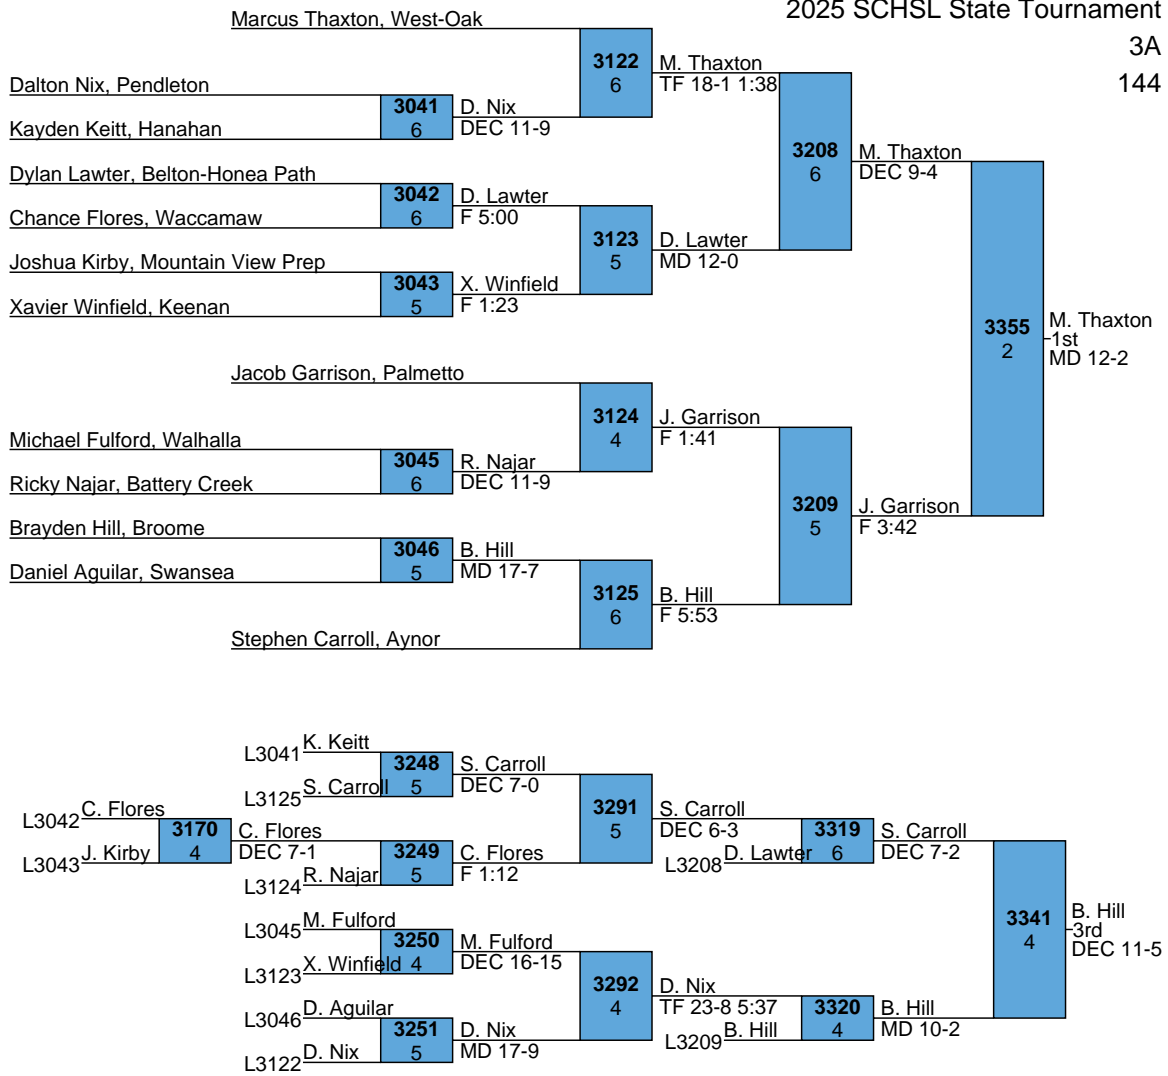 2025 SCHSL State Tournament
3A
144
Marcus Thaxton, West-Oak
3122
6
M. Thaxton
TF 18-1 1:38
Dalton Nix, Pendleton
3041
6
D. Nix
DEC 11-9
Kayden Keitt, Hanahan
3208
6
M. Thaxton
DEC 9-4
Dylan Lawter, Belton-Honea Path
3042
6
D. Lawter
F 5:00
Chance Flores, Waccamaw
3123
5
D. Lawter
MD 12-0
Joshua Kirby, Mountain View Prep
3043
5
X. Winfield
F 1:23
Xavier Winfield, Keenan
3355
2
M. Thaxton
1st
MD 12-2
Jacob Garrison, Palmetto
3124
4
J. Garrison
F 1:41
Michael Fulford, Walhalla
3045
6
R. Najar
DEC 11-9
Ricky Najar, Battery Creek
3209
5
J. Garrison
F 3:42
Brayden Hill, Broome
3046
5
B. Hill
MD 17-7
Daniel Aguilar, Swansea
3125
6
B. Hill
F 5:53
Stephen Carroll, Aynor
L3041
K. Keitt
3248
5
S. Carroll
DEC 7-0
L3125
S. Carroll
3291
5
S. Carroll
DEC 6-3
L3042
C. Flores
3170
4
C. Flores
DEC 7-1
L3043
J. Kirby
3249
5
C. Flores
F 1:12
L3124
R. Najar
3319
6
S. Carroll
DEC 7-2
L3208
D. Lawter
L3045
M. Fulford
3250
4
M. Fulford
DEC 16-15
L3123
X. Winfield
3341
4
B. Hill
3rd
DEC 11-5
3292
4
D. Nix
TF 23-8 5:37
L3046
D. Aguilar
3251
5
D. Nix
MD 17-9
L3122
D. Nix
3320
4
B. Hill
MD 10-2
L3209
B. Hill